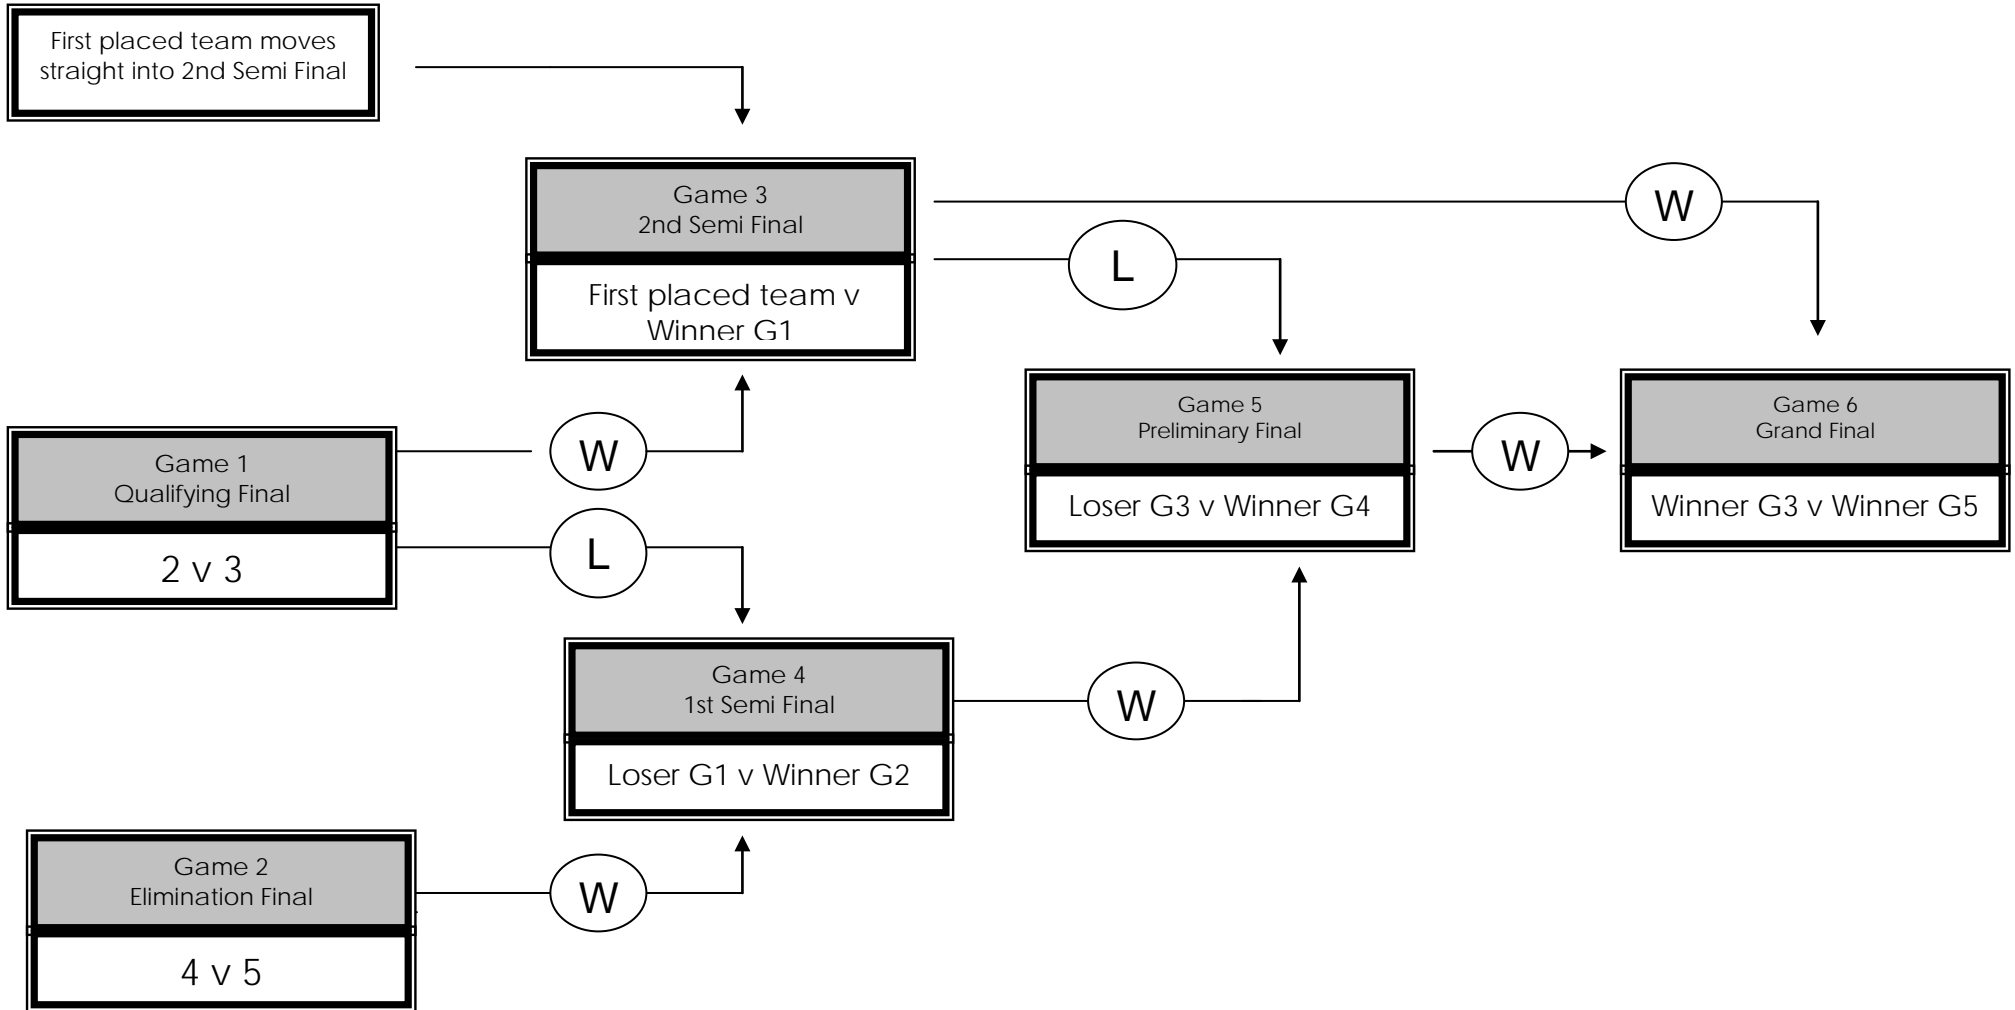 First placed team moves
straight into 2nd Semi Final
Game 3
2nd Semi Final
First placed team v
Winner G1
W
L
Game 1
Qualifying Final
2 v 3
W
L
Game 5
Preliminary Final
Loser G3 v Winner G4
W
Game 6
Grand Final
Winner G3 v Winner G5
Game 4
1st Semi Final
Loser G1 v Winner G2
W
Game 2
Elimination Final
4 v 5
W